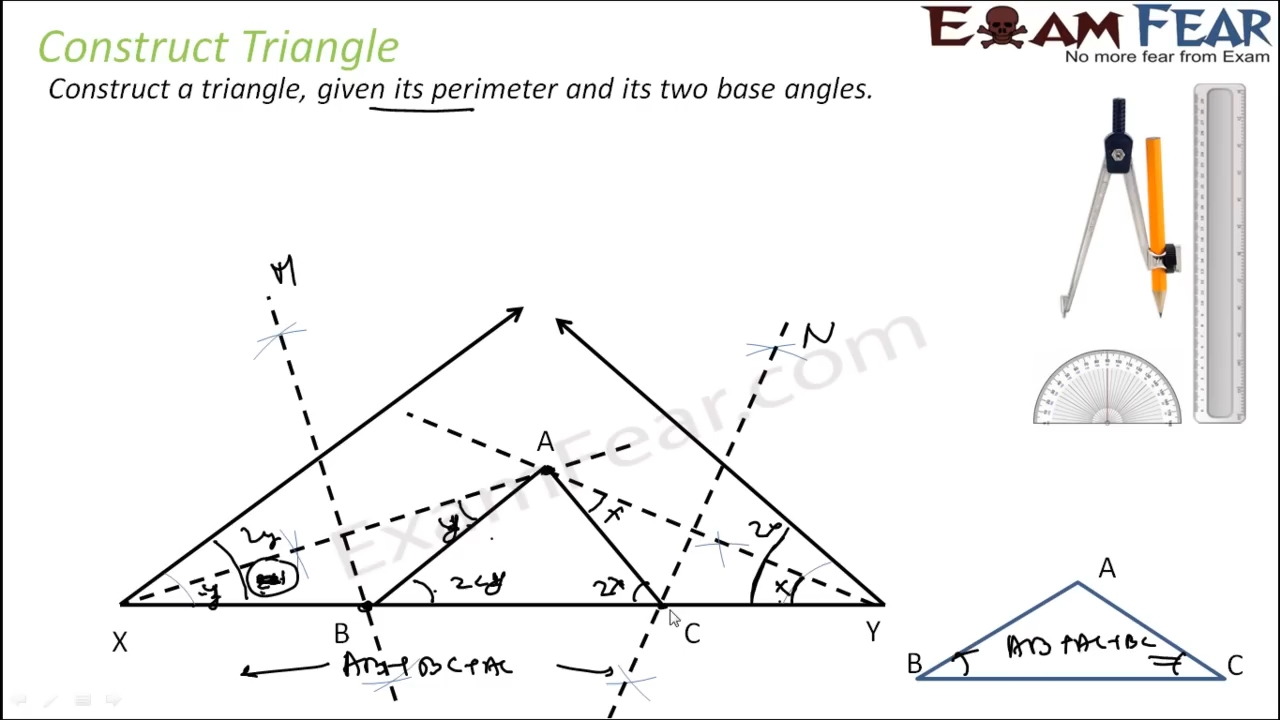 Construct Triangle
EXAM FEAR
No more fear from Exam
Construct a triangle, given its perimeter and its two base angles.
M
N
ExamFear.com
A
y
x
2y
2x
y
2x
x
X
B
C
Y
AB+BC+AC
A
AB+AC+BC
B
C